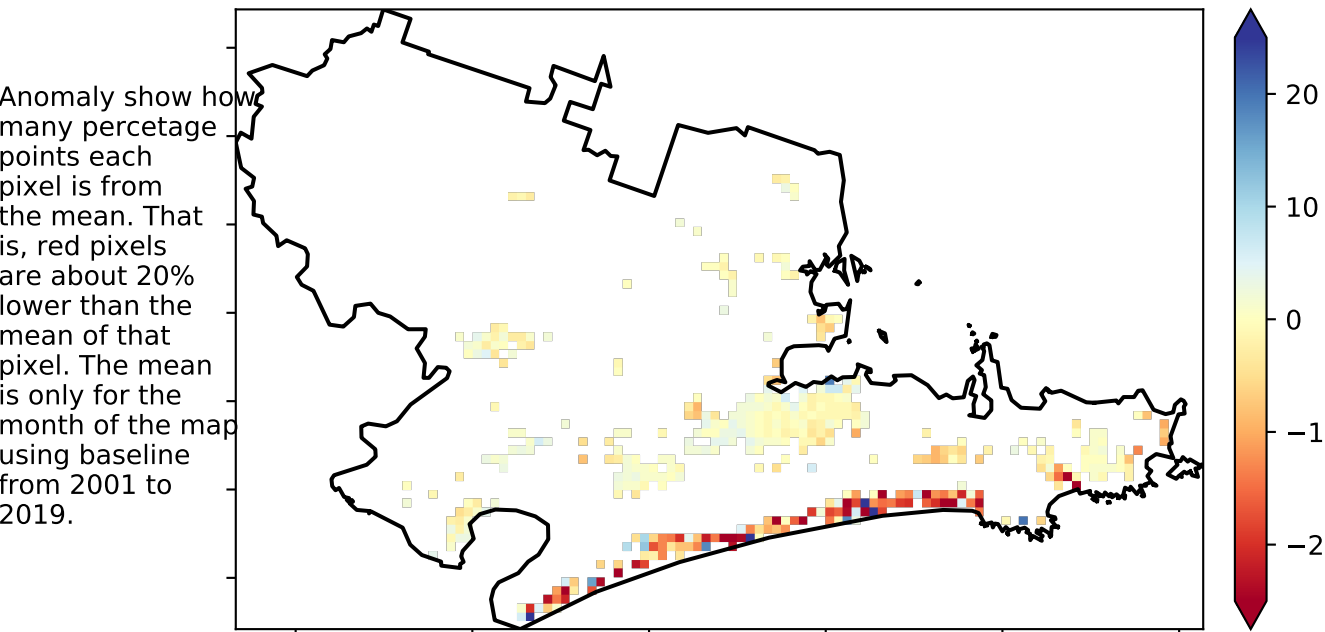 Anomaly show how
many percetage
points each
pixel is from
the mean. That
is, red pixels
are about 20%
lower than the
mean of that
pixel. The mean
is only for the
month of the map
using baseline
from 2001 to
2019.
20
10
0
−1
−2